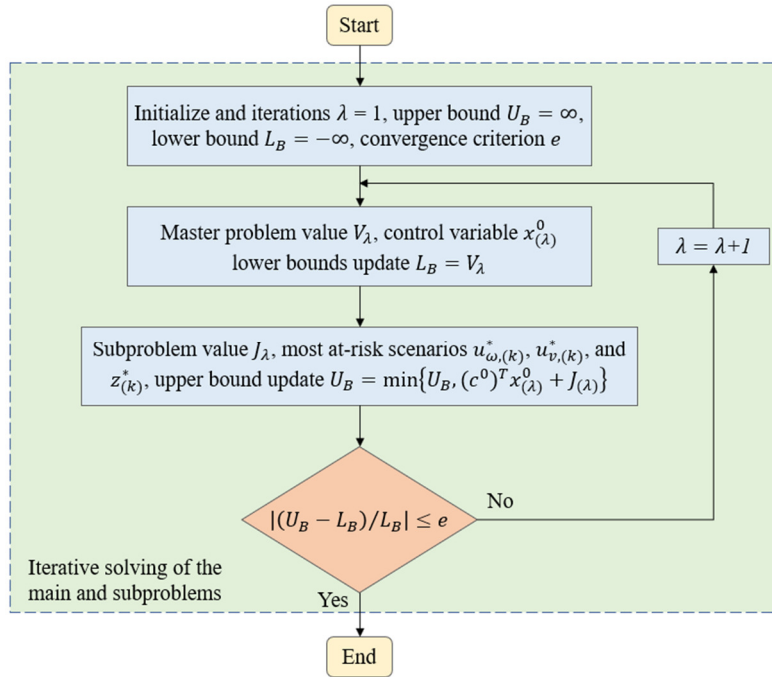 Start
Initialize and iterations λ = 1, upper bound U_B = ∞,
lower bound L_B = −∞, convergence criterion e
Master problem value V_λ, control variable x^0_(λ)
lower bounds update L_B = V_λ
λ = λ+1
Subproblem value J_λ, most at-risk scenarios u^*_{ω,(k)}, u^*_{v,(k)}, and
z^*_(k), upper bound update U_B = min{U_B, (c^0)^T x^0_(λ) + J_(λ)}
|(U_B − L_B)/L_B| ≤ e
No
Iterative solving of the
main and subproblems
Yes
End